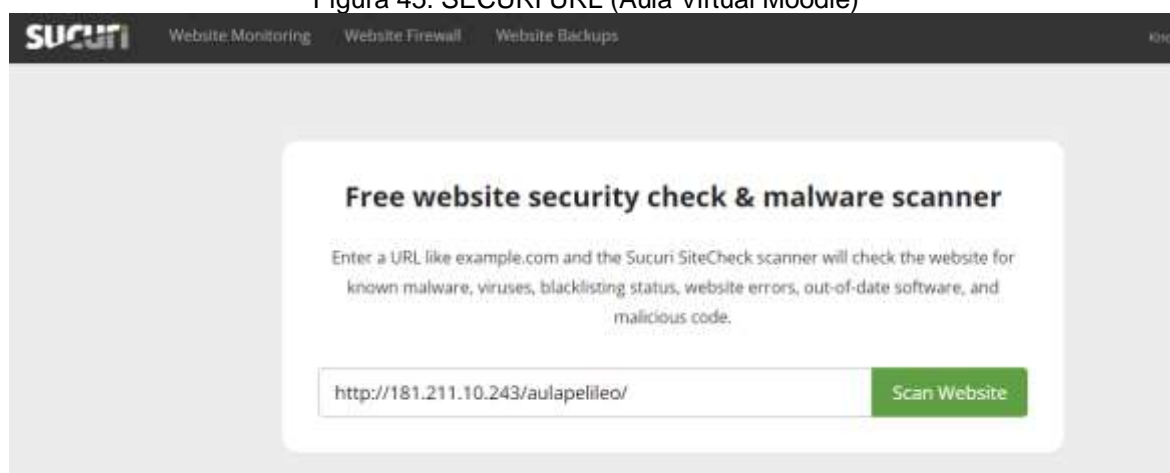 Figura 45. SECURI URL (Aula Virtual Moodle)
SUCURI Website Monitoring Website Firewall Website Backups
Free website security check & malware scanner
Enter a URL like example.com and the Sucuri SiteCheck scanner will check the website for
known malware, viruses, blacklisting status, website errors, out-of-date software, and
malicious code.
http://181.211.10.243/aulapelileo/ Scan Website